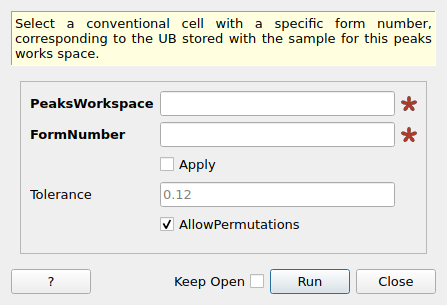 Select a conventional cell with a specific form number,
corresponding to the UB stored with the sample for this peaks
works space.
PeaksWorkspace
FormNumber
Apply
Tolerance 0.12
AllowPermutations
? Keep Open Run Close